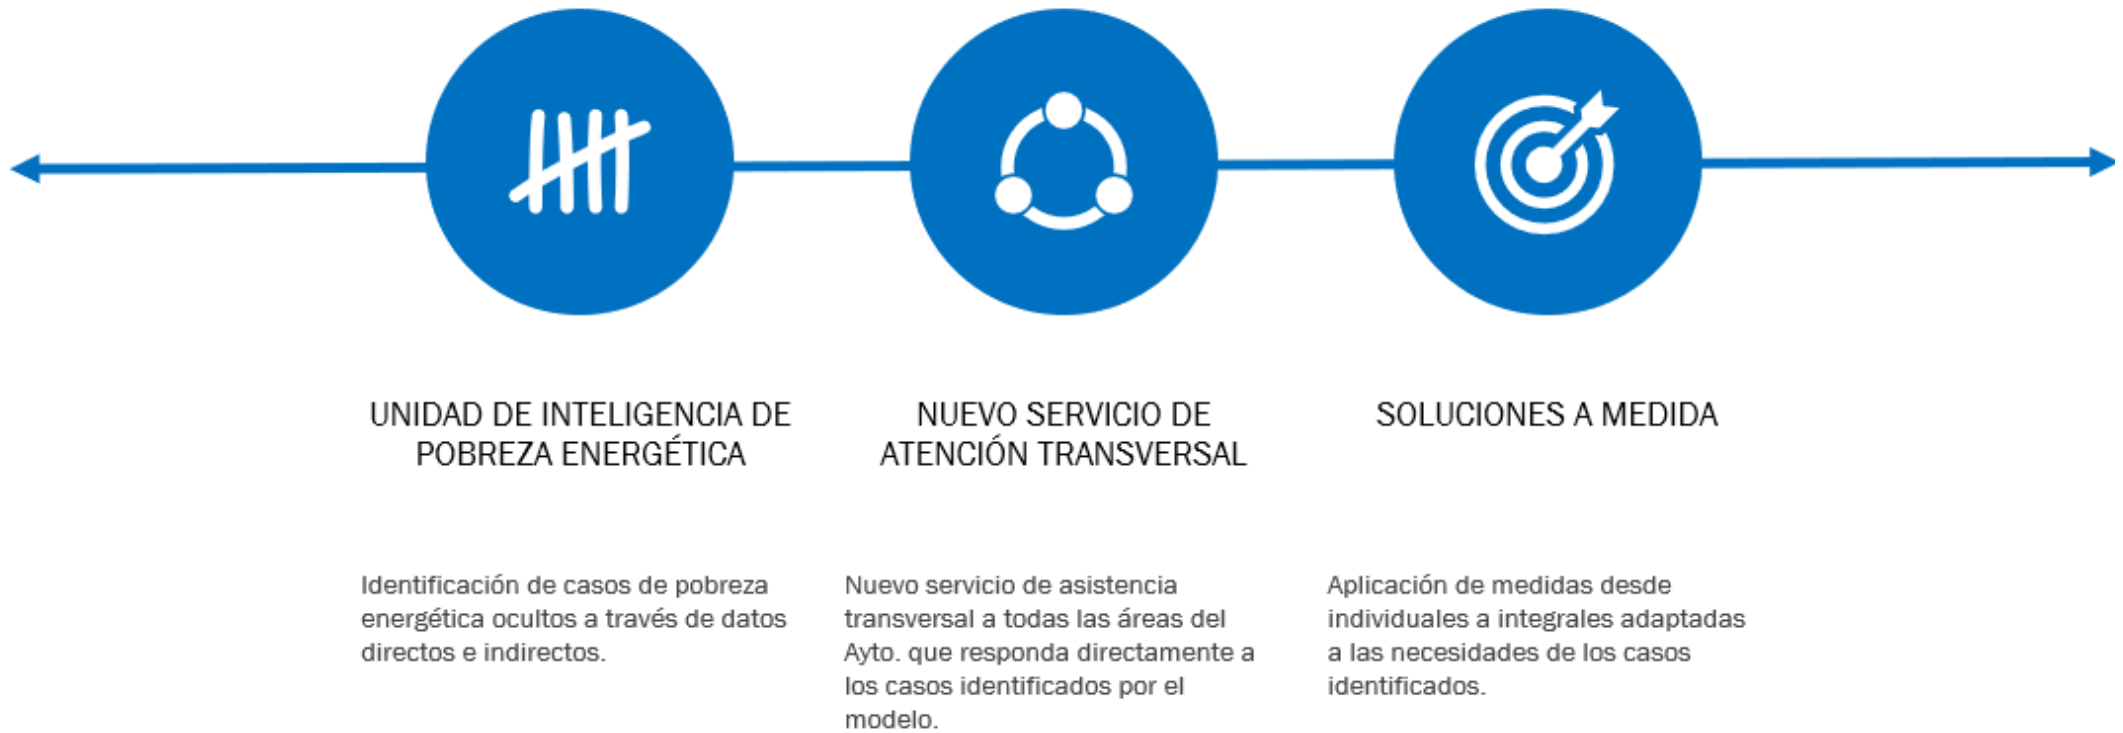 UNIDAD DE INTELIGENCIA DE
POBREZA ENERGÉTICA
NUEVO SERVICIO DE
ATENCIÓN TRANSVERSAL
SOLUCIONES A MEDIDA
Identificación de casos de pobreza
energética ocultos a través de datos
directos e indirectos.
Nuevo servicio de asistencia
transversal a todas las áreas del
Ayto. que responda directamente a
los casos identificados por el
modelo.
Aplicación de medidas desde
individuales a integrales adaptadas
a las necesidades de los casos
identificados.